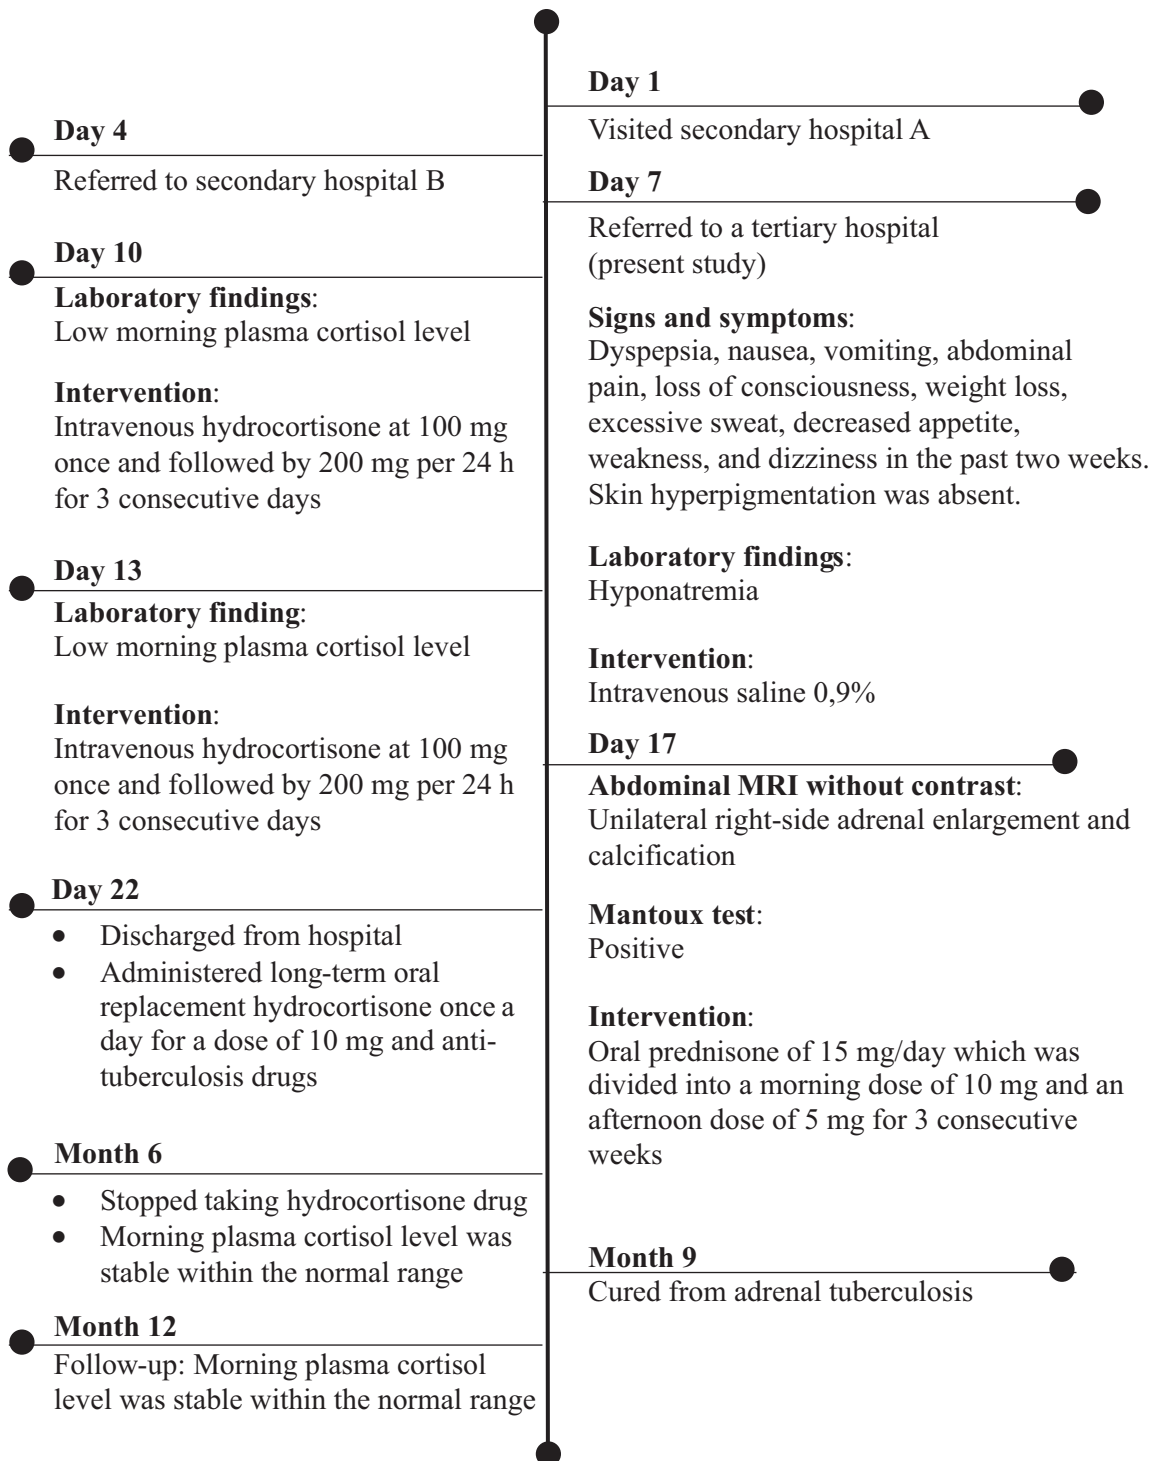 Day 1
Visited secondary hospital A
Day 4
Referred to secondary hospital B
Day 7
Referred to a tertiary hospital
(present study)
Signs and symptoms:
Dyspepsia, nausea, vomiting, abdominal
pain, loss of consciousness, weight loss,
excessive sweat, decreased appetite,
weakness, and dizziness in the past two weeks.
Skin hyperpigmentation was absent.
Laboratory findings:
Hyponatremia
Intervention:
Intravenous saline 0,9%
Day 10
Laboratory findings:
Low morning plasma cortisol level
Intervention:
Intravenous hydrocortisone at 100 mg
once and followed by 200 mg per 24 h
for 3 consecutive days
Day 13
Laboratory finding:
Low morning plasma cortisol level
Intervention:
Intravenous hydrocortisone at 100 mg
once and followed by 200 mg per 24 h
for 3 consecutive days
Day 17
Abdominal MRI without contrast:
Unilateral right-side adrenal enlargement and
calcification
Mantoux test:
Positive
Intervention:
Oral prednisone of 15 mg/day which was
divided into a morning dose of 10 mg and an
afternoon dose of 5 mg for 3 consecutive
weeks
Day 22
• Discharged from hospital
• Administered long-term oral
replacement hydrocortisone once a
day for a dose of 10 mg and anti-
tuberculosis drugs
Month 6
• Stopped taking hydrocortisone drug
• Morning plasma cortisol level was
stable within the normal range
Month 9
Cured from adrenal tuberculosis
Month 12
Follow-up: Morning plasma cortisol
level was stable within the normal range